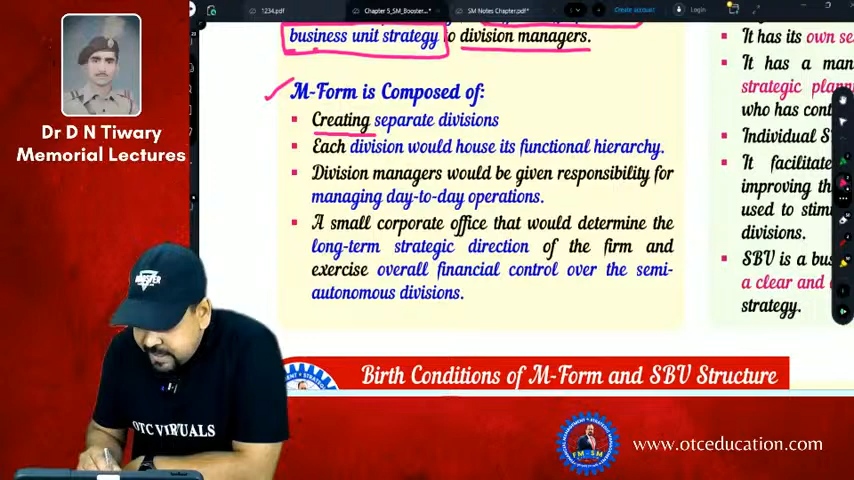 1234.pdf
Chapter 5_SM_Booster...*
SM Notes Chapter.pdf*
Create account
Login
business unit strategy to division managers.
M-Form is Composed of:
Creating separate divisions
Each division would house its functional hierarchy.
Division managers would be given responsibility for
managing day-to-day operations.
A small corporate office that would determine the
long-term strategic direction of the firm and
exercise overall financial control over the semi-
autonomous divisions.
It has its own se
It has a man
strategic plan
who has cont
Individual S
It facilitate
improving th
used to stim
divisions.
SBU is a bu
a clear and
strategy.
Birth Conditions of M-Form and SBU Structure
Dr D N Tiwary
Memorial Lectures
OTC VIRTUALS
FM-SM
www.otceducation.com